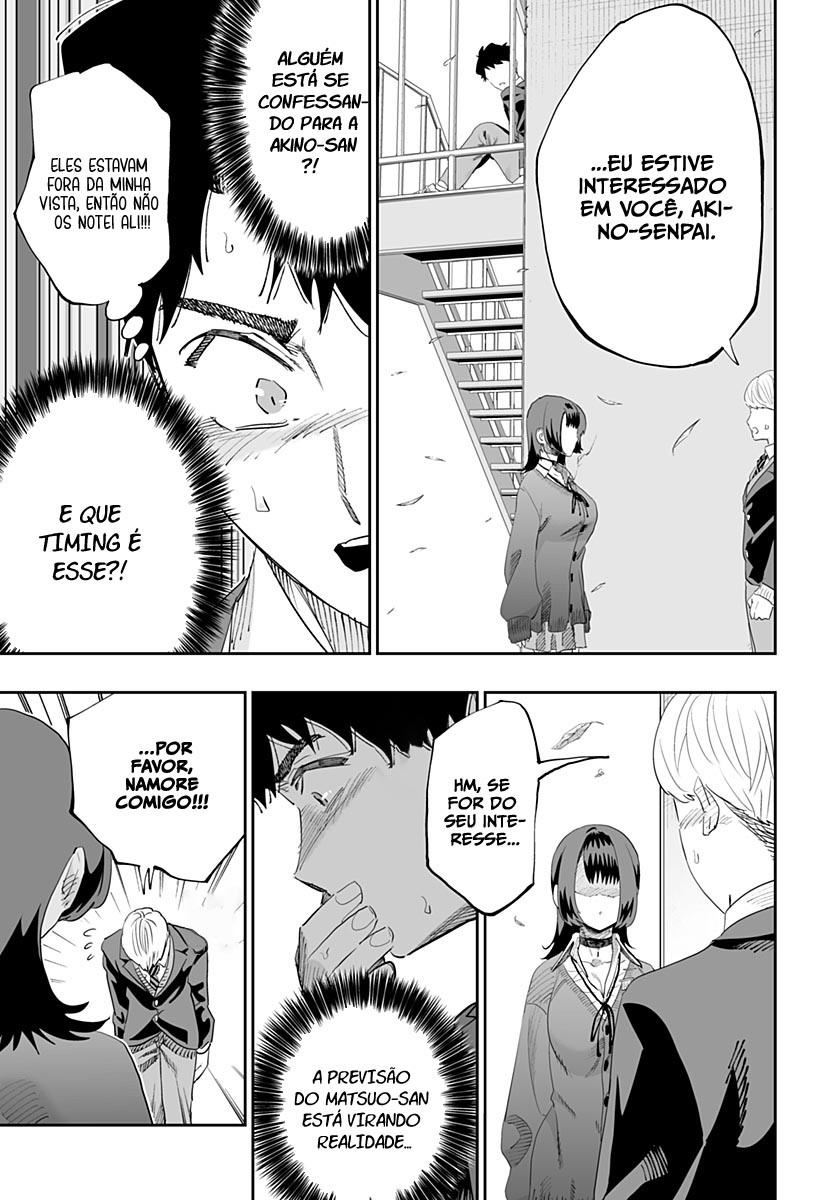 ...EU ESTIVE
INTERESSADO
EM VOCÊ, AKI-
NO-SENPAI.
ALGUÉM
ESTÁ SE
CONFESSAN-
DO PARA A
AKINO-SAN
?!
ELES ESTAVAM
FORA DA MINHA
VISTA, ENTÃO NÃO
OS NOTEI ALI!!!
E QUE
TIMING É
ESSE?!
HM, SE
FOR DO
SEU INTE-
RESSE...
A PREVISÃO
DO MATSUO-SAN
ESTÁ VIRANDO
REALIDADE...
...POR
FAVOR,
NAMORE
COMIGO!!!